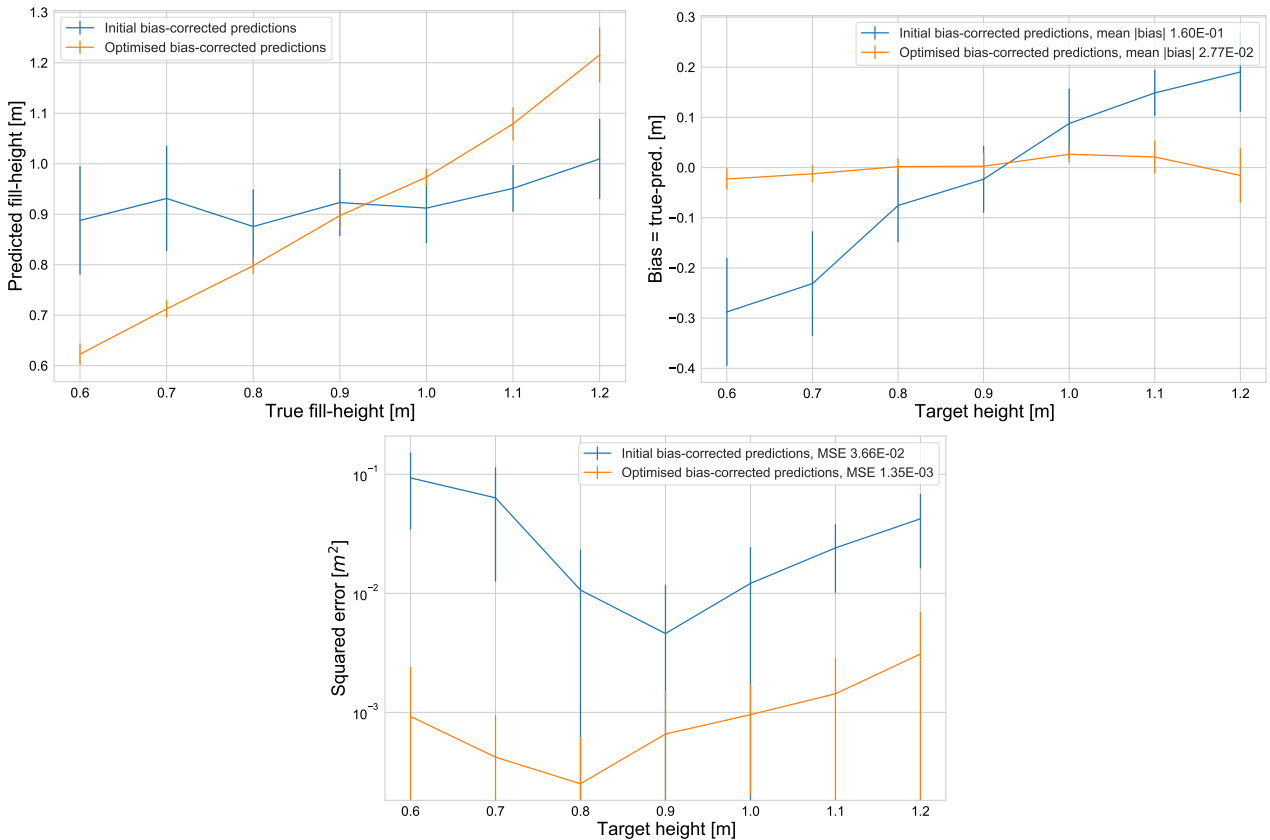 Initial bias-corrected predictions
Optimised bias-corrected predictions
Predicted fill-height [m]
1.3
1.2
1.1
1.0
0.9
0.8
0.7
0.6
0.6 0.7 0.8 0.9 1.0 1.1 1.2
True fill-height [m]
Initial bias-corrected predictions, mean |bias| 1.60E-01
Optimised bias-corrected predictions, mean |bias| 2.77E-02
Bias = true-pred. [m]
0.3
0.2
0.1
0.0
−0.1
−0.2
−0.3
−0.4
0.6 0.7 0.8 0.9 1.0 1.1 1.2
Target height [m]
Initial bias-corrected predictions, MSE 3.66E-02
Optimised bias-corrected predictions, MSE 1.35E-03
Squared error [m²]
10⁻¹
10⁻²
10⁻³
0.6 0.7 0.8 0.9 1.0 1.1 1.2
Target height [m]